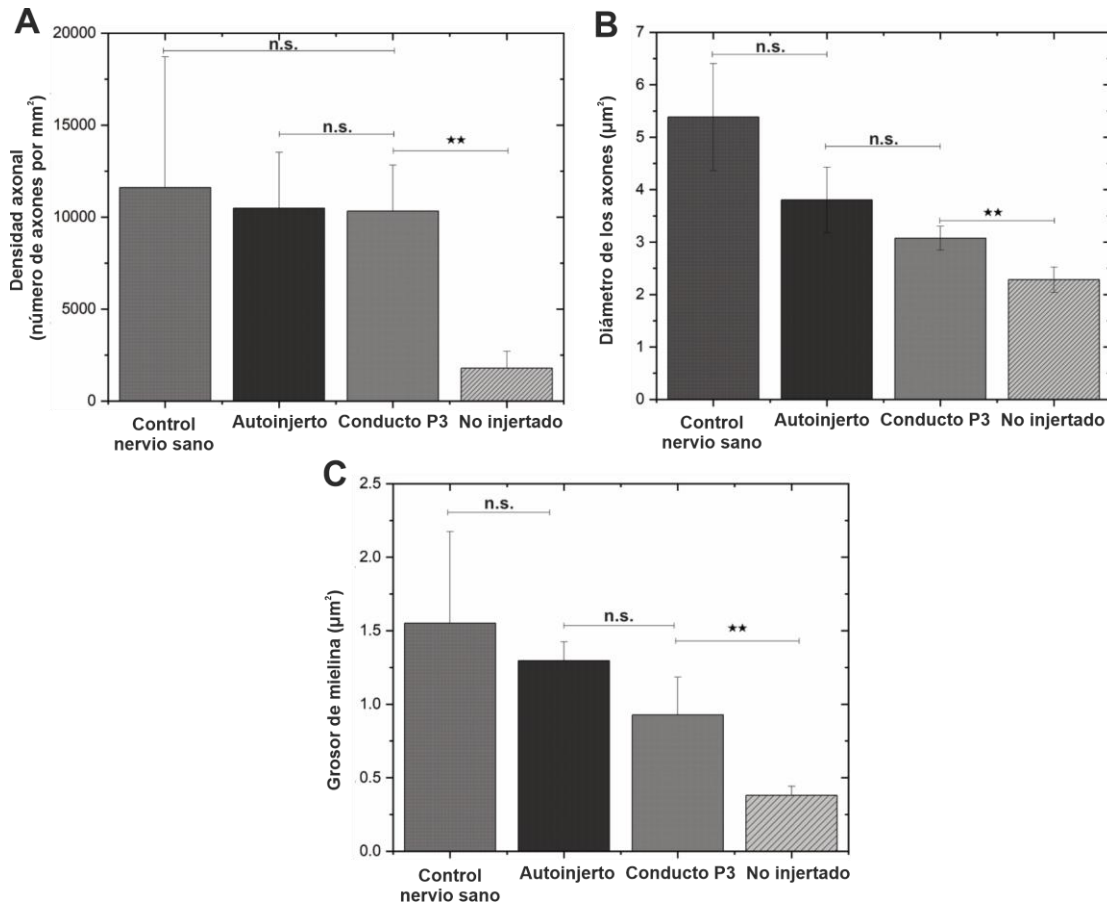 A
20000
15000
10000
5000
0
Densidad axonal
(número de axones por mm²)
n.s.
n.s.
★★
Control
nervio sano
Autoinjerto
Conducto P3
No injertado
B
7
6
5
4
3
2
1
0
Diámetro de los axones (µm²)
n.s.
n.s.
★★
Control
nervio sano
Autoinjerto
Conducto P3
No injertado
C
2.5
2.0
1.5
1.0
0.5
0.0
Grosor de mielina (µm²)
n.s.
n.s.
★★
Control
nervio sano
Autoinjerto
Conducto P3
No injertado